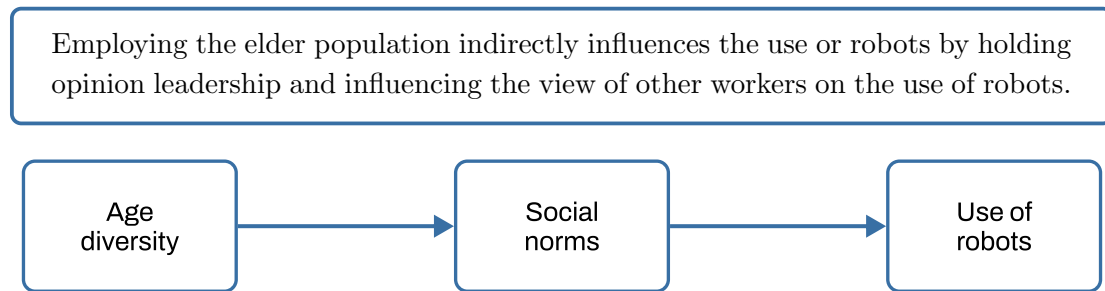 Employing the elder population indirectly influences the use or robots by holding
opinion leadership and influencing the view of other workers on the use of robots.
Age
diversity
Social
norms
Use of
robots